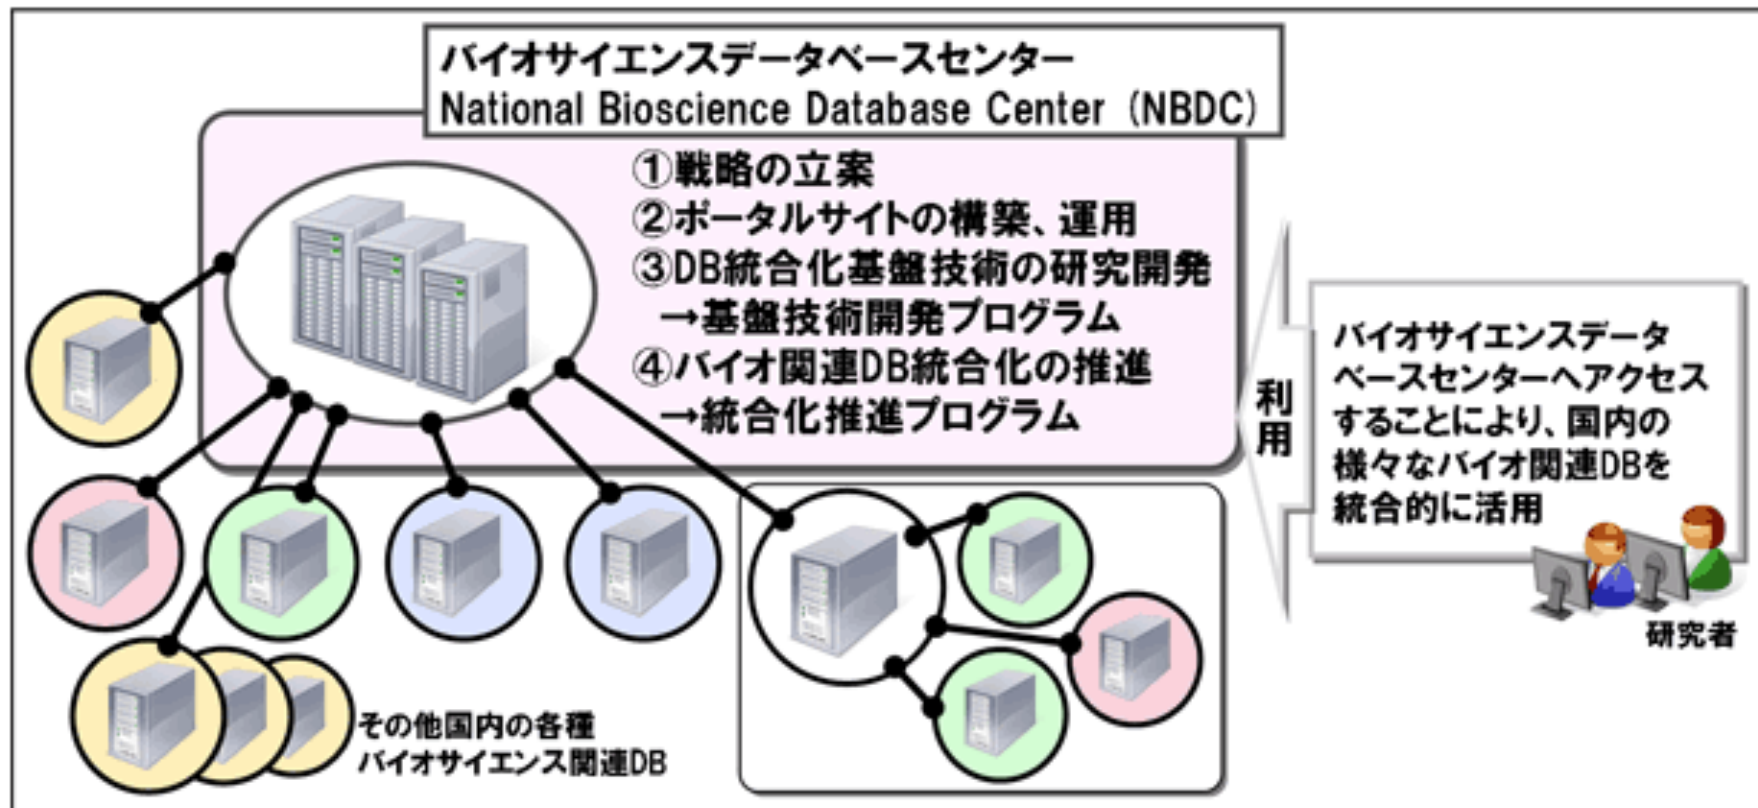 バイオサイエンスデータベースセンター
National Bioscience Database Center (NBDC)
①戦略の立案
②ポータルサイトの構築、運用
③DB統合化基盤技術の研究開発
→基盤技術開発プログラム
④バイオ関連DB統合化の推進
→統合化推進プログラム
利用
バイオサイエンスデータ
ベースセンターへアクセス
することにより、国内の
様々なバイオ関連DBを
統合的に活用
研究者
その他国内の各種
バイオサイエンス関連DB